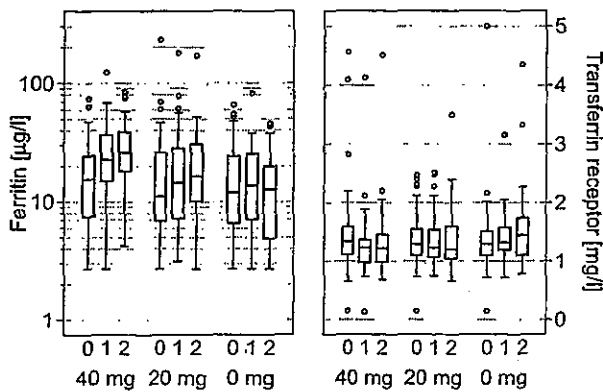 Ferritin [µg/l]
100
10
1
0 1 2 0 1 2 0 1 2
40 mg 20 mg 0 mg
5
4
3
2
1
0
Transferrin receptor [mg/l]
0 1 2 0 1 2 0 1 2
40 mg 20 mg 0 mg